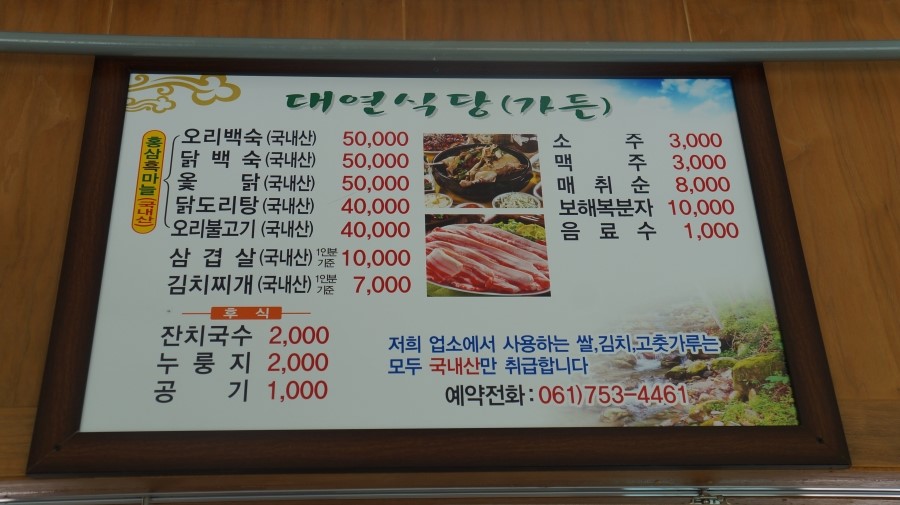 대연식당(가든)
홍삼흑마늘(국내산)
오리백숙(국내산) 50,000
닭백숙(국내산) 50,000
옻닭(국내산) 50,000
닭도리탕(국내산) 40,000
오리불고기(국내산) 40,000
삼겹살(국내산) 1인분 기준 10,000
김치찌개(국내산) 1인분 기준 7,000
후식
잔치국수 2,000
누룽지 2,000
공기 1,000
소주 3,000
맥주 3,000
매취순 8,000
보해복분자 10,000
음료수 1,000
저희 업소에서 사용하는 쌀,김치,고춧가루는
모두 국내산만 취급합니다
예약전화: 061)753-4461